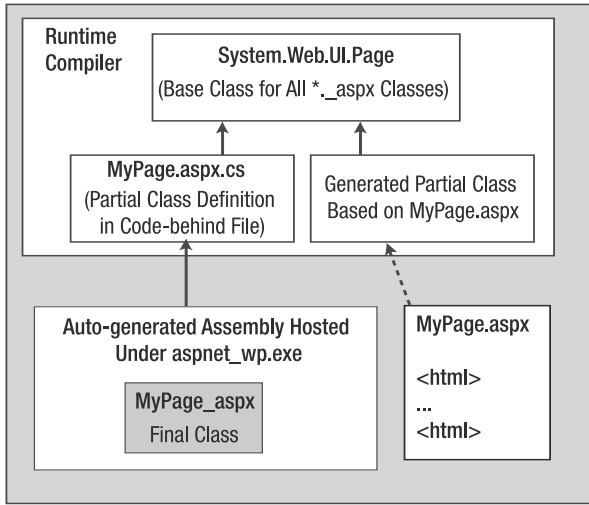 Runtime
Compiler
System.Web.UI.Page
(Base Class for All *._aspx Classes)
MyPage.aspx.cs
(Partial Class Definition
in Code-behind File)
Generated Partial Class
Based on MyPage.aspx
Auto-generated Assembly Hosted
Under aspnet_wp.exe
MyPage_aspx
Final Class
MyPage.aspx
<html>
...
<html>